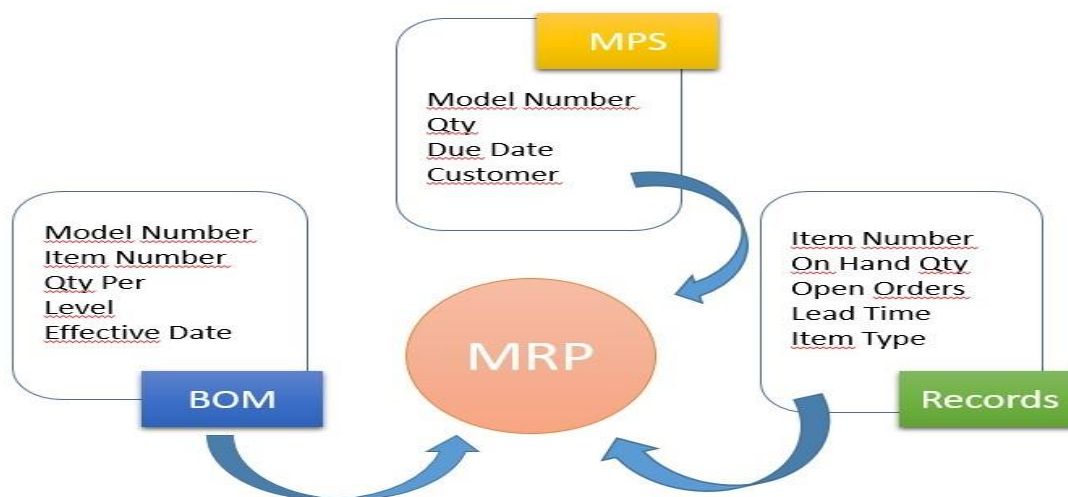 MPS
Model Number
Qty
Due Date
Customer
Model Number
Item Number
Qty Per
Level
Effective Date
BOM
MRP
Item Number
On Hand Qty
Open Orders
Lead Time
Item Type
Records